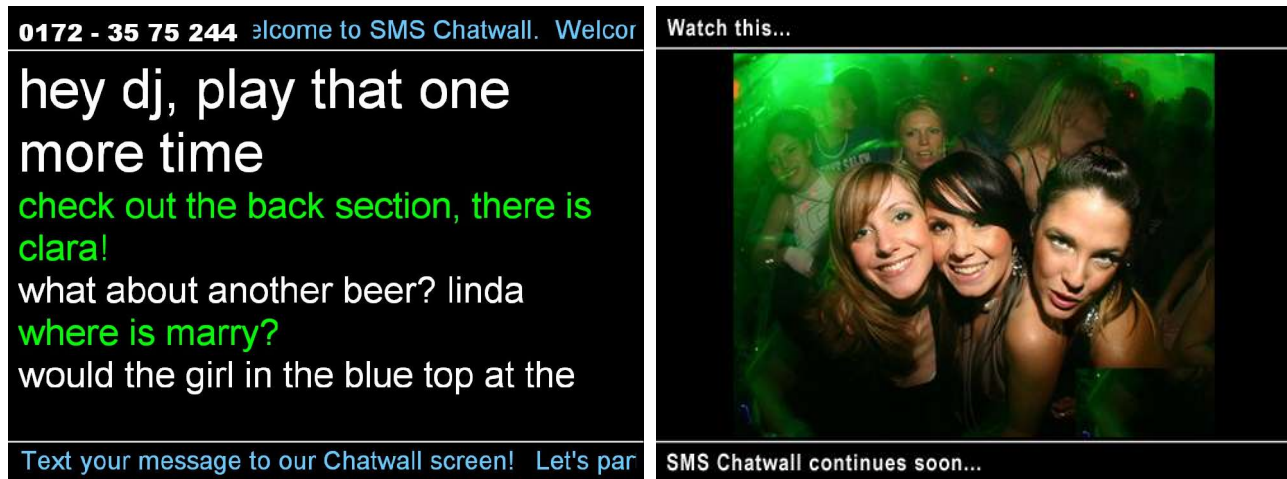 0172 - 35 75 244 elcome to SMS Chatwall. Welcor
hey dj, play that one
more time
check out the back section, there is
clara!
what about another beer? linda
where is marry?
would the girl in the blue top at the
Text your message to our Chatwall screen! Let's par
Watch this...
SMS Chatwall continues soon...